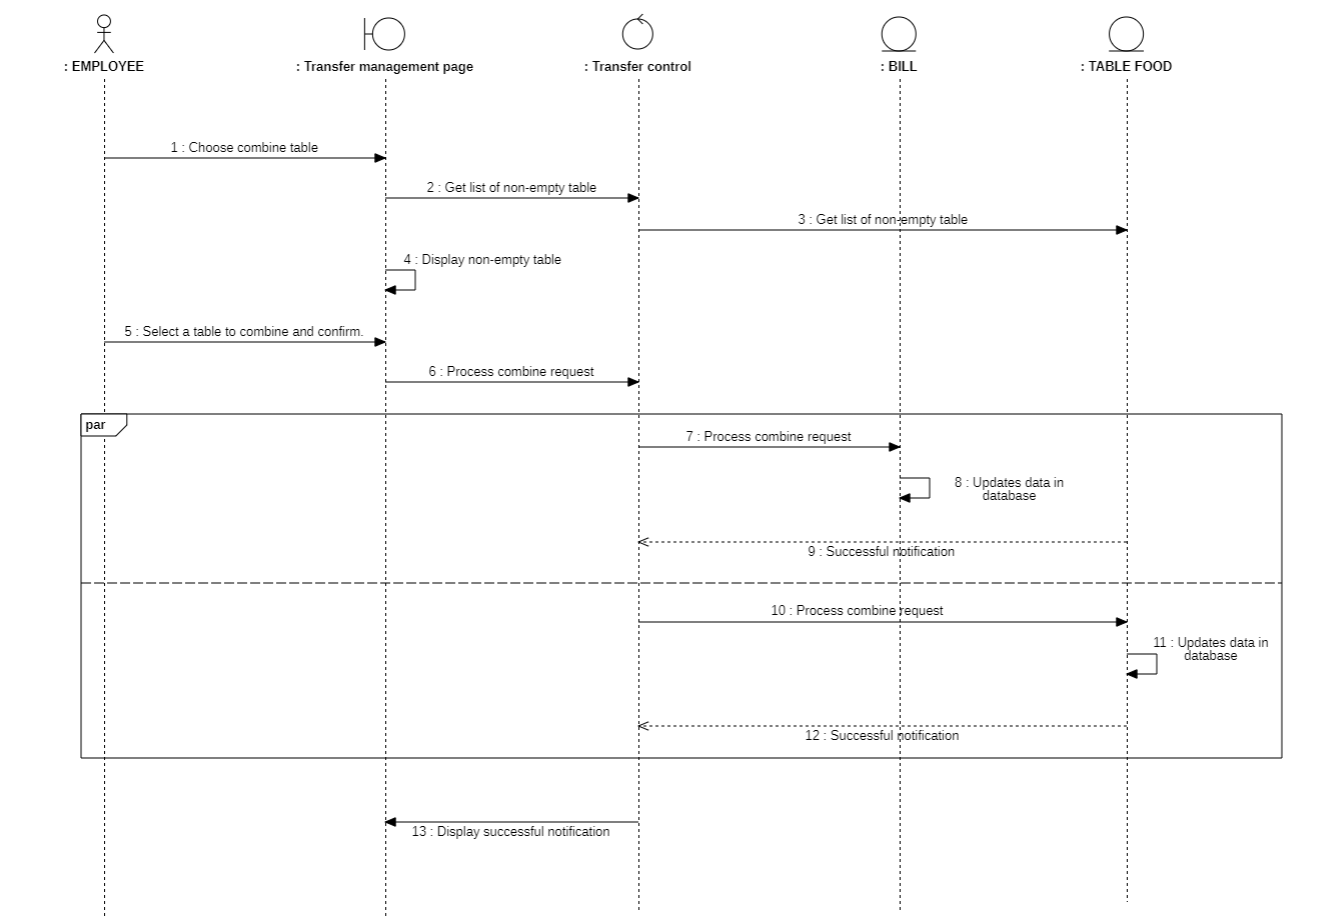 : EMPLOYEE
: Transfer management page
: Transfer control
: BILL
: TABLE FOOD
1 : Choose combine table
2 : Get list of non-empty table
3 : Get list of non-empty table
4 : Display non-empty table
5 : Select a table to combine and confirm.
6 : Process combine request
par
7 : Process combine request
8 : Updates data in
database
9 : Successful notification
10 : Process combine request
11 : Updates data in
database
12 : Successful notification
13 : Display successful notification